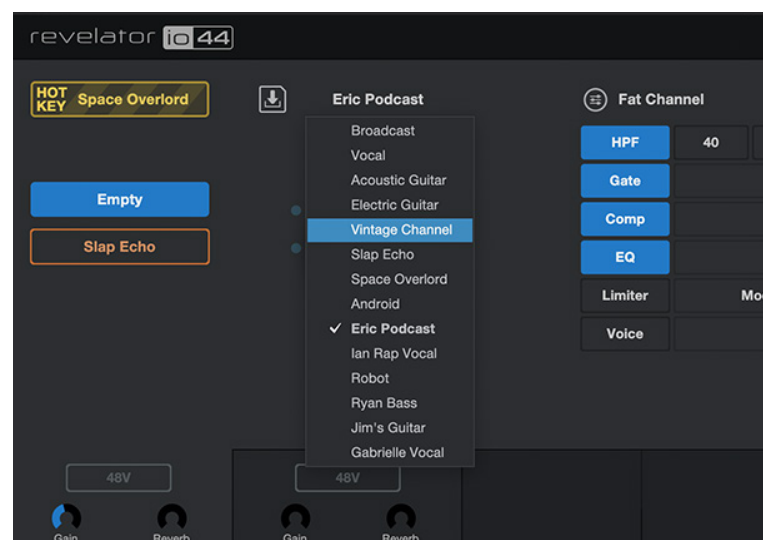 revelator io 44
HOT KEY Space Overlord
Eric Podcast
Fat Channel
Broadcast
Vocal
Acoustic Guitar
Electric Guitar
Vintage Channel
Slap Echo
Space Overlord
Android
✓ Eric Podcast
Ian Rap Vocal
Robot
Ryan Bass
Jim's Guitar
Gabrielle Vocal
Empty
Slap Echo
HPF 40
Gate
Comp
EQ
Limiter Mo
Voice
48V 48V
Gain Reverb Gain Reverb